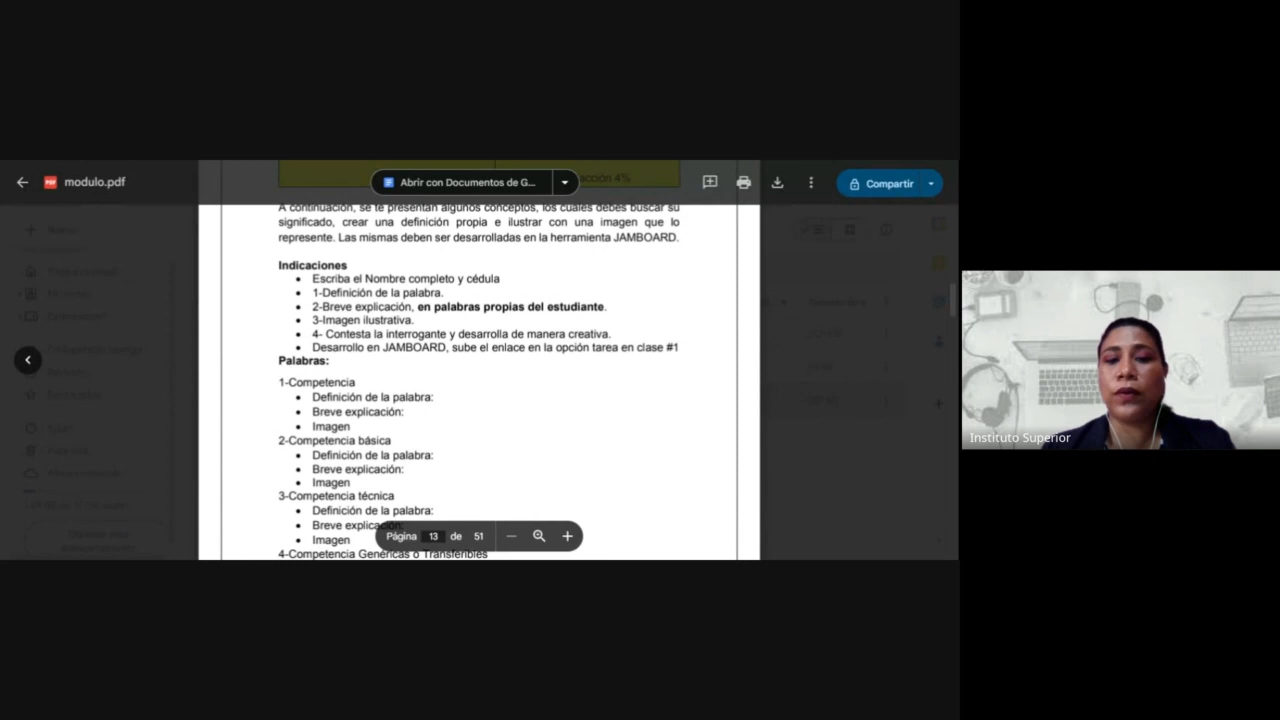 modulo.pdf
Abrir con Documentos de G...
Compartir
acción 4%
A continuación, se te presentan algunos conceptos, los cuales debes buscar su
significado, crear una definición propia e ilustrar con una imagen que lo
represente. Las mismas deben ser desarrolladas en la herramienta JAMBOARD.
Indicaciones
• Escriba el Nombre completo y cédula
• 1-Definición de la palabra.
• 2-Breve explicación, en palabras propias del estudiante.
• 3-Imagen ilustrativa.
• 4- Contesta la interrogante y desarrolla de manera creativa.
• Desarrollo en JAMBOARD, sube el enlace en la opción tarea en clase #1
Palabras:
1-Competencia
• Definición de la palabra:
• Breve explicación:
• Imagen
2-Competencia básica
• Definición de la palabra:
• Breve explicación:
• Imagen
3-Competencia técnica
• Definición de la palabra:
• Breve explicación:
• Imagen
4-Competencia Genéricas o Transferibles
Página 13 de 51
Instituto Superior